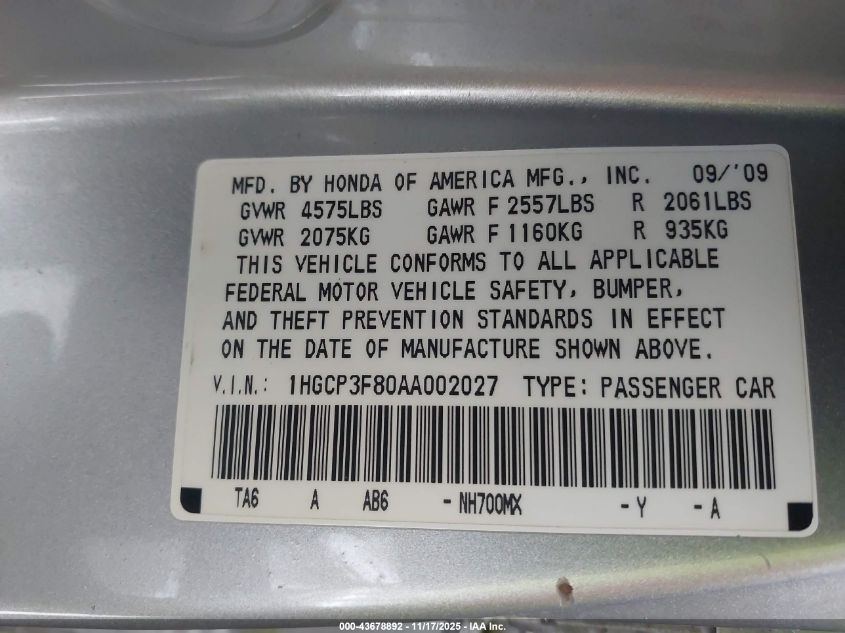 MFD. BY HONDA OF AMERICA MFG., INC. 09/'09
GVWR 4575LBS GAWR F 2557LBS R 2061LBS
GVWR 2075KG GAWR F 1160KG R 935KG
THIS VEHICLE CONFORMS TO ALL APPLICABLE
FEDERAL MOTOR VEHICLE SAFETY, BUMPER,
AND THEFT PREVENTION STANDARDS IN EFFECT
ON THE DATE OF MANUFACTURE SHOWN ABOVE.
V.I.N.: 1HGCP3F80AA002027 TYPE: PASSENGER CAR
TA6 A AB6 - NH700MX - Y - A
000-43678892 - 11/17/2025 - IAA Inc.